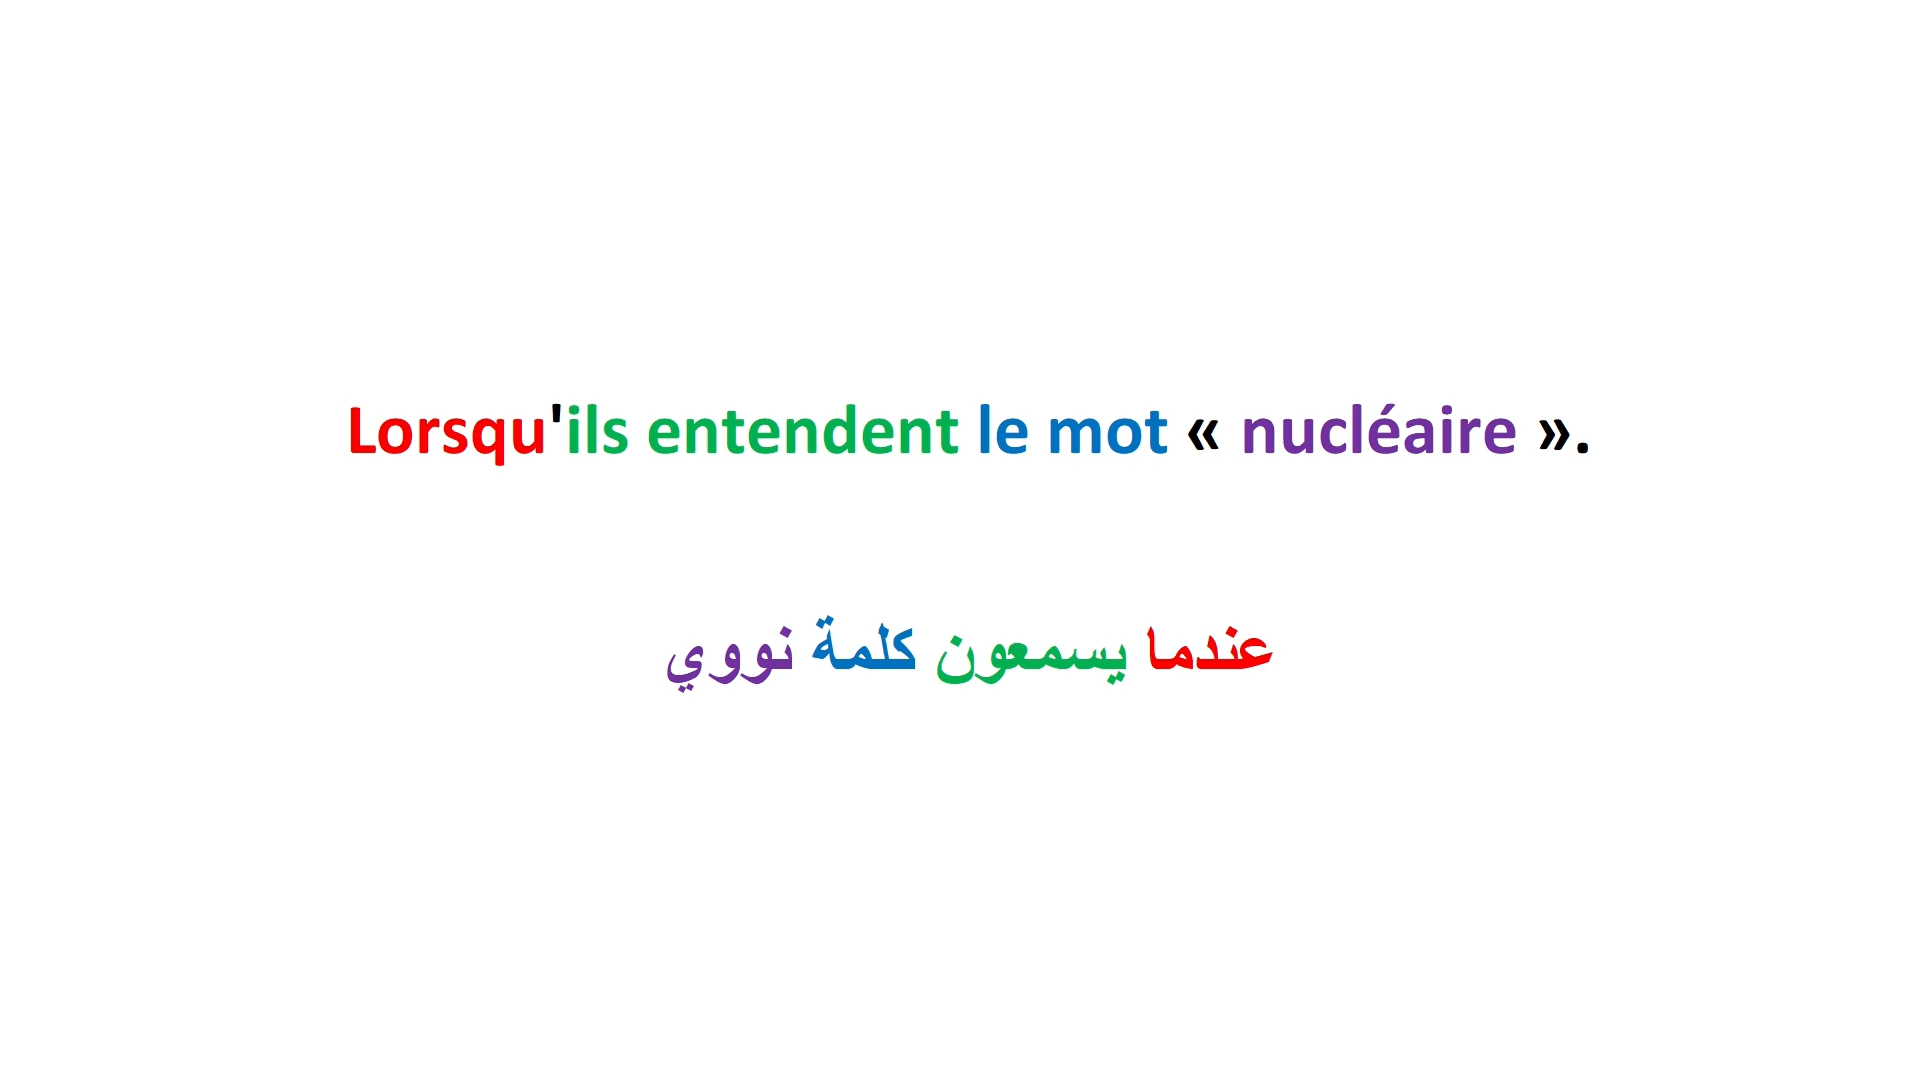 Lorsqu'ils entendent le mot « nucléaire ».
عندما يسمعون كلمة نووي